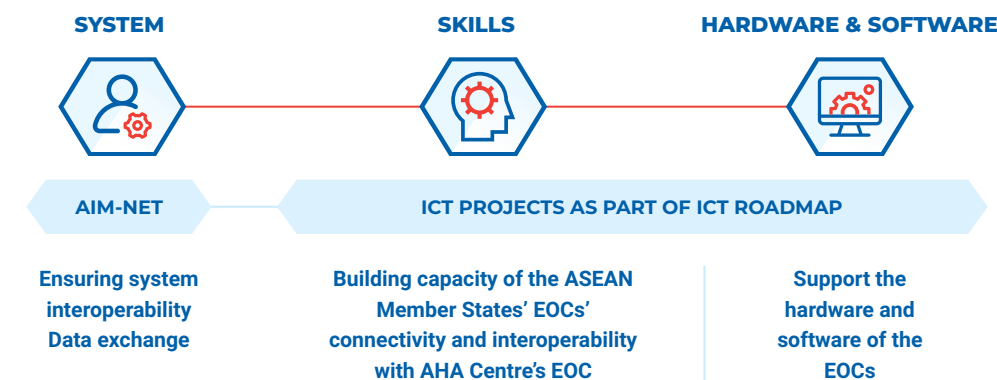 SYSTEM
SKILLS
HARDWARE & SOFTWARE
AIM-NET
ICT PROJECTS AS PART OF ICT ROADMAP
Ensuring system
interoperability
Data exchange
Building capacity of the ASEAN
Member States’ EOCs’
connectivity and interoperability
with AHA Centre’s EOC
Support the
hardware and
software of the
EOCs